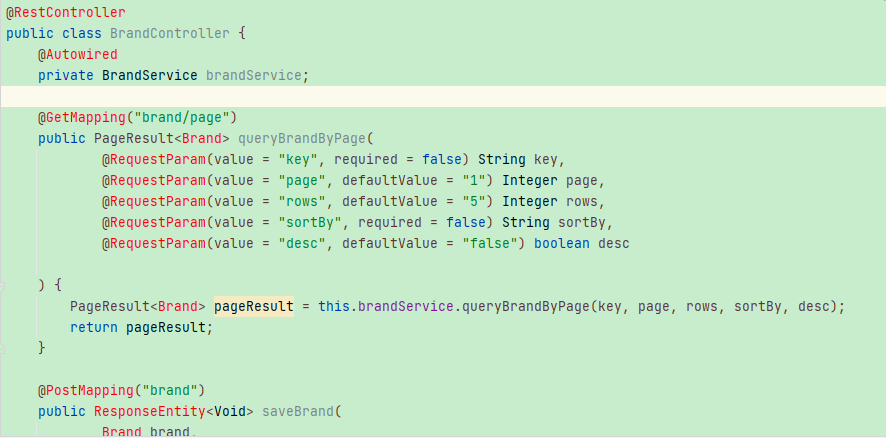 @RestController
public class BrandController {
@Autowired
private BrandService brandService;
@GetMapping("brand/page")
public PageResult<Brand> queryBrandByPage(
@RequestParam(value = "key", required = false) String key,
@RequestParam(value = "page", defaultValue = "1") Integer page,
@RequestParam(value = "rows", defaultValue = "5") Integer rows,
@RequestParam(value = "sortBy", required = false) String sortBy,
@RequestParam(value = "desc", defaultValue = "false") boolean desc
) {
PageResult<Brand> pageResult = this.brandService.queryBrandByPage(key, page, rows, sortBy, desc);
return pageResult;
}
@PostMapping("brand")
public ResponseEntity<Void> saveBrand(
Brand brand,